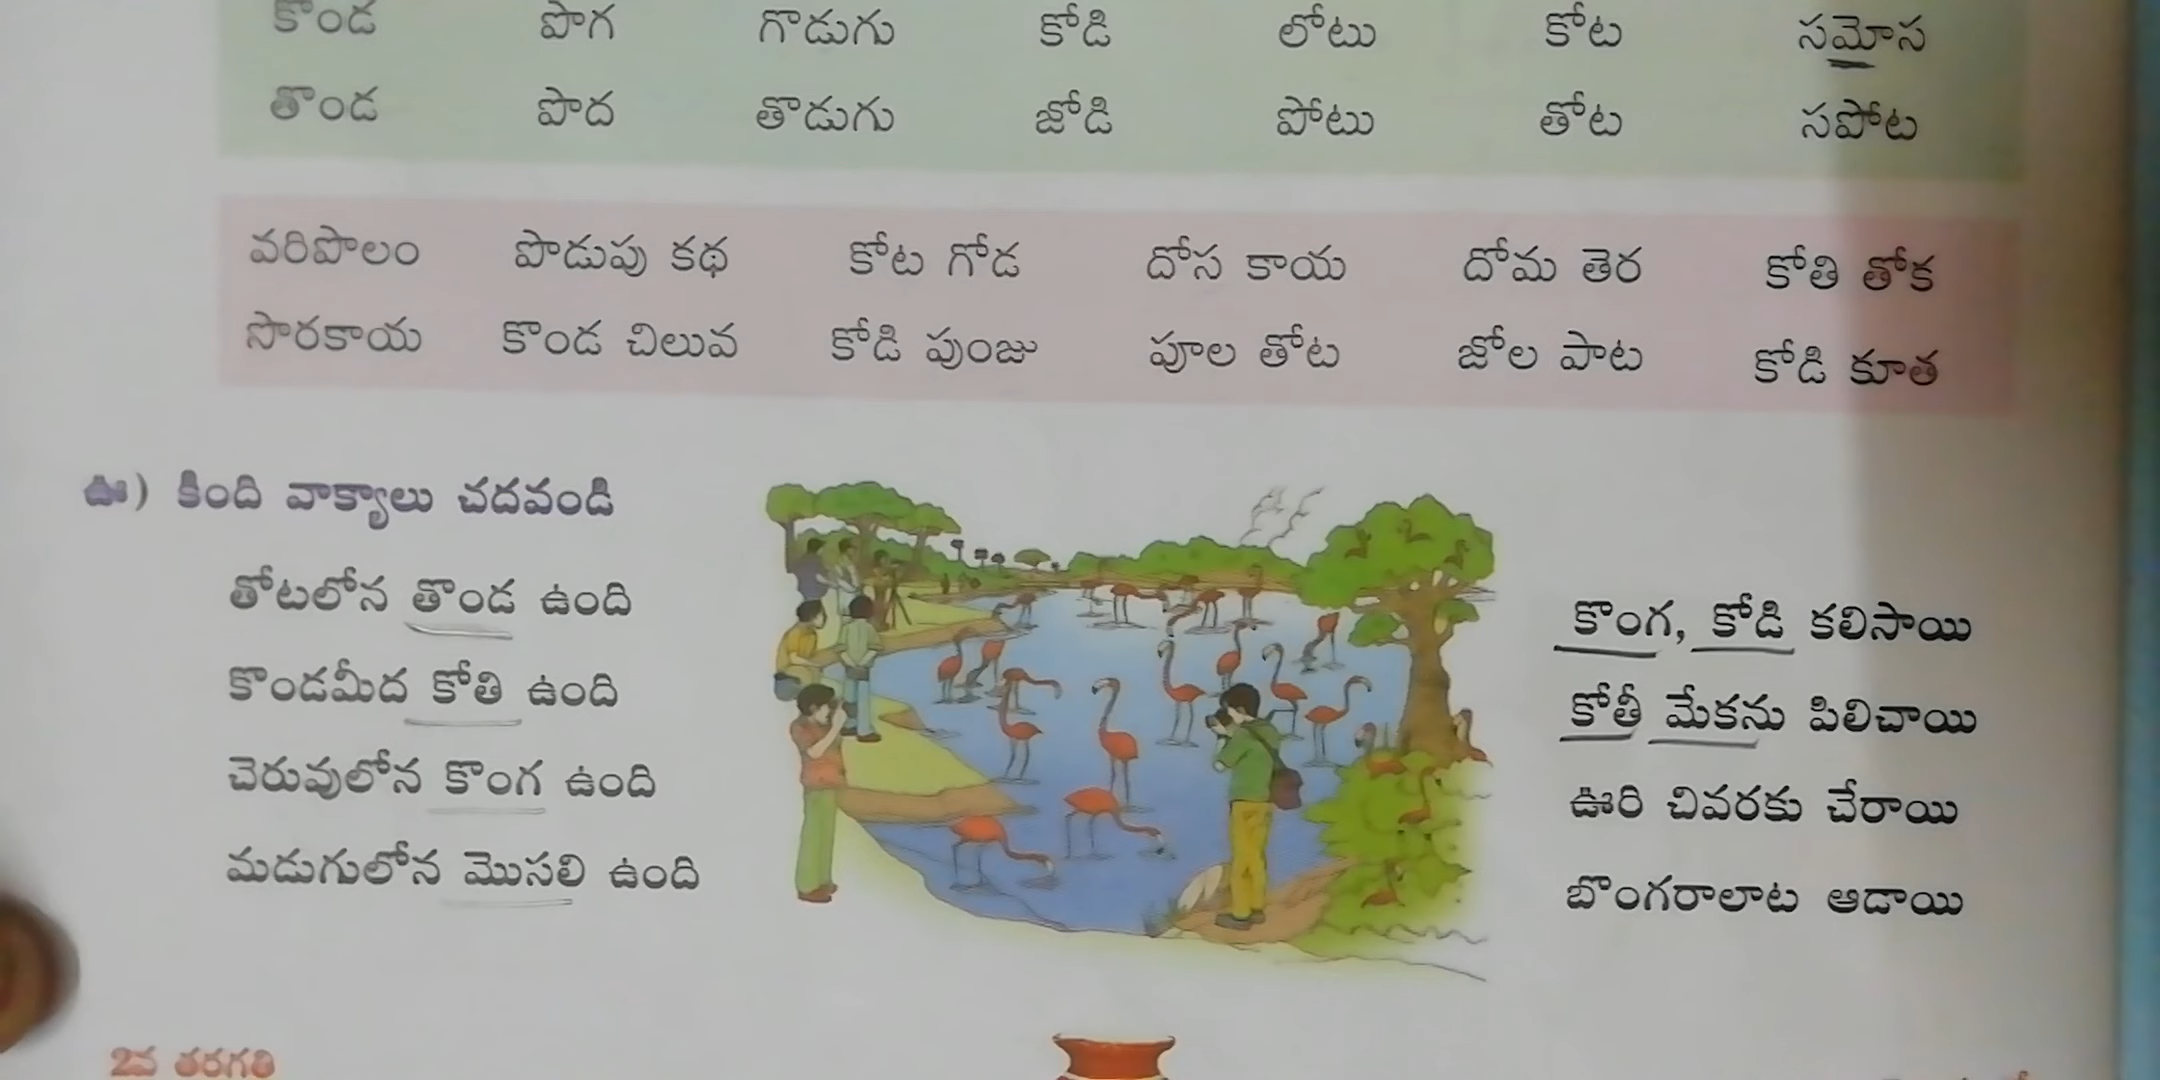 కొండ పొగ గొడుగు కోడి లోటు కోట సమోస
తొండ పొద తొడుగు జోడి పోటు తోట సపోట
వరిపొలం పొడుపు కథ కోట గోడ దోస కాయ దోమ తెర కోతి తోక
సొరకాయ కొండ చిలువ కోడి పుంజు పూల తోట జోల పాట కోడి కూత
ఊ) కింది వాక్యాలు చదవండి
తోటలోన తొండ ఉంది
కొండమీద కోతి ఉంది
చెరువులోన కొంగ ఉంది
మడుగులోన మొసలి ఉంది
కొంగ, కోడి కలిసాయి
కోతీ మేకను పిలిచాయి
ఊరి చివరకు చేరాయి
బొంగరాలాట ఆడాయి
2వ తరగతి